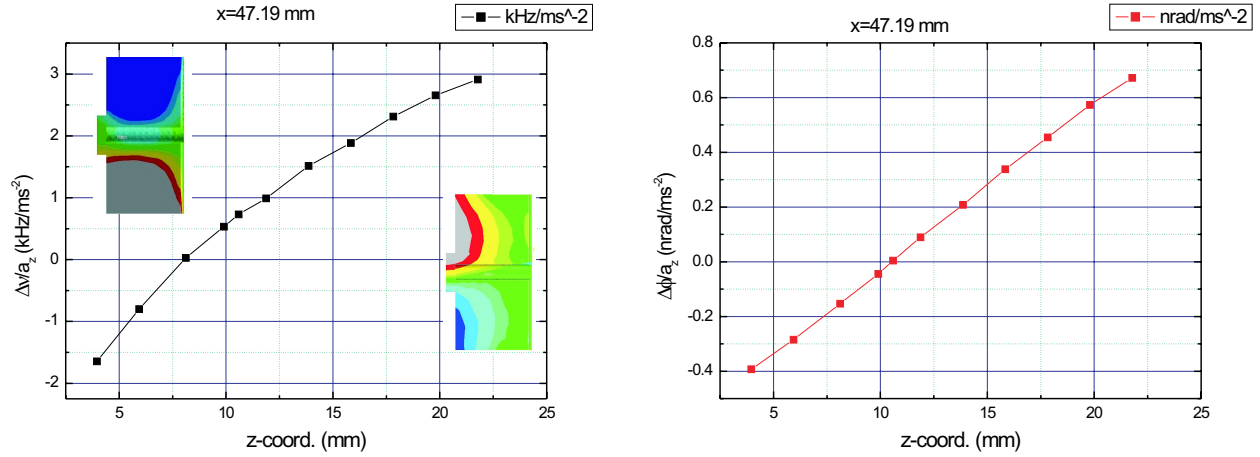 x=47.19 mm
kHz/ms^-2
3
2
1
0
-1
-2
Δν/a_z (kHz/ms^-2)
5
10
15
20
25
z-coord. (mm)
x=47.19 mm
nrad/ms^-2
0.8
0.6
0.4
0.2
0.0
-0.2
-0.4
Δϕ/a_z (nrad/ms^-2)
5
10
15
20
25
z-coord. (mm)